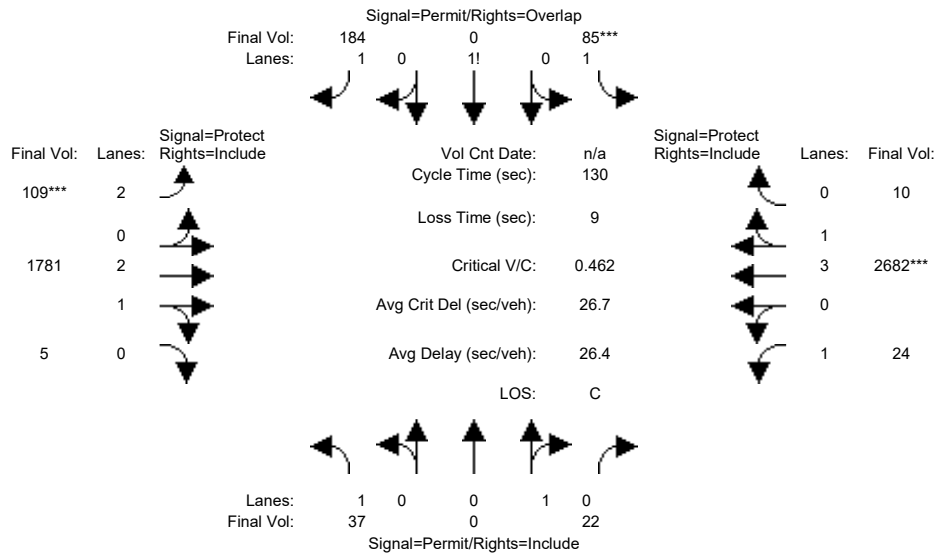 Signal=Permit/Rights=Overlap
Final Vol: 184 0 85***
Lanes: 1 0 1! 0 1
Signal=Protect Signal=Protect
Final Vol: Lanes: Rights=Include Vol Cnt Date: n/a Rights=Include Lanes: Final Vol:
Cycle Time (sec): 130
109*** 2 0 10
Loss Time (sec): 9
0 1
1781 2 Critical V/C: 0.462 3 2682***
1 Avg Crit Del (sec/veh): 26.7 0
5 0 Avg Delay (sec/veh): 26.4 1 24
LOS: C
Lanes: 1 0 0 1 0
Final Vol: 37 0 22
Signal=Permit/Rights=Include